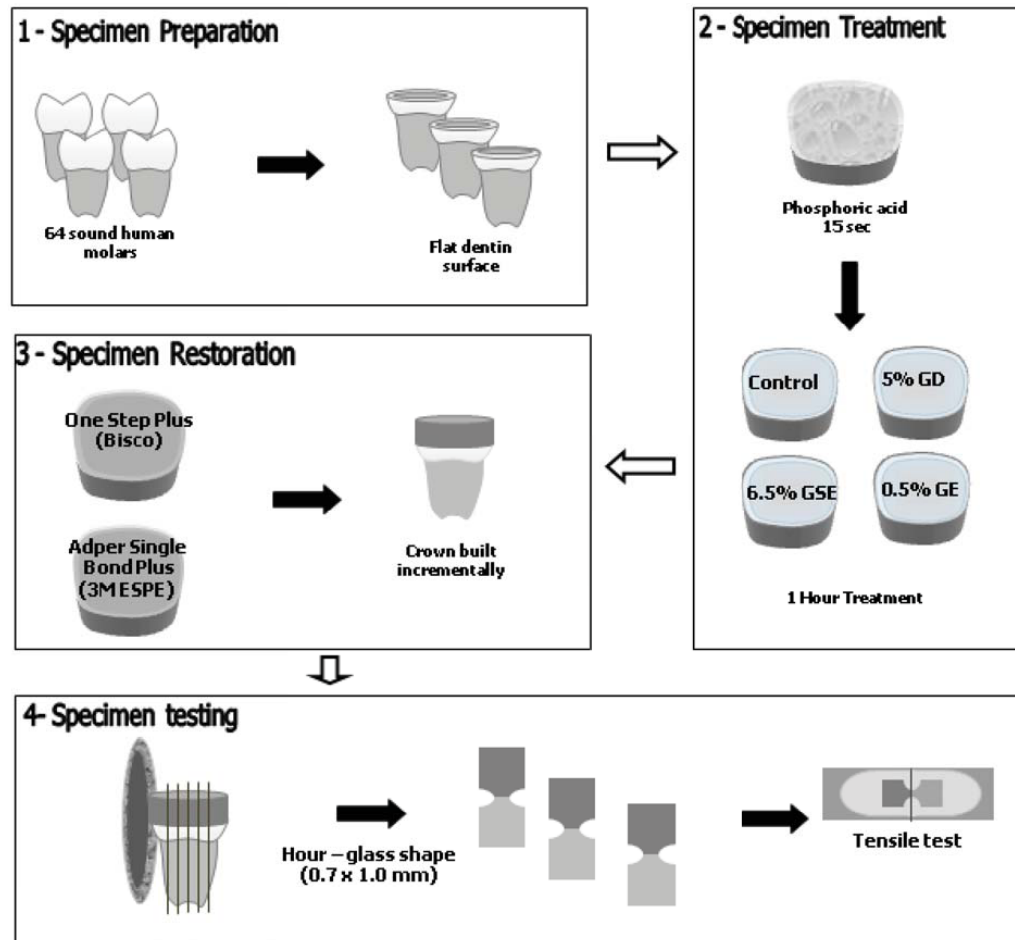 1 - Specimen Preparation
64 sound human
molars
Flat dentin
surface
2 - Specimen Treatment
Phosphoric acid
15 sec
Control
5% GD
6.5% GSE
0.5% GE
1 Hour Treatment
3 - Specimen Restoration
One Step Plus
(Bisco)
Adper Single
Bond Plus
(3M ESPE)
Crown built
incrementally
4- Specimen testing
Hour – glass shape
(0.7 x 1.0 mm)
Tensile test